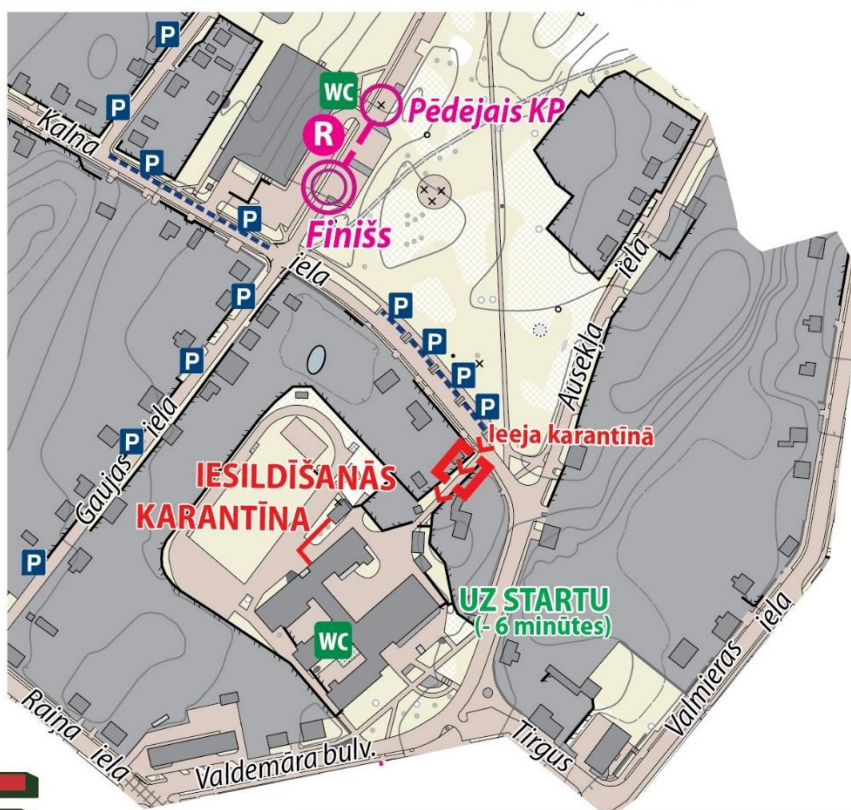 P
P
P
P
P
P
P
P
P
P
P
P
WC
R
Pēdējais KP
Finišs
Kalna
iela
Ausekļa
iela
Gaujas
iela
Ieeja karantīnā
IESILDĪŠANĀS
KARANTĪNA
UZ STARTU
(- 6 minūtes)
WC
Raiņa
iela
Valdemāra bulv.
Tirgus
Valmieras
iela